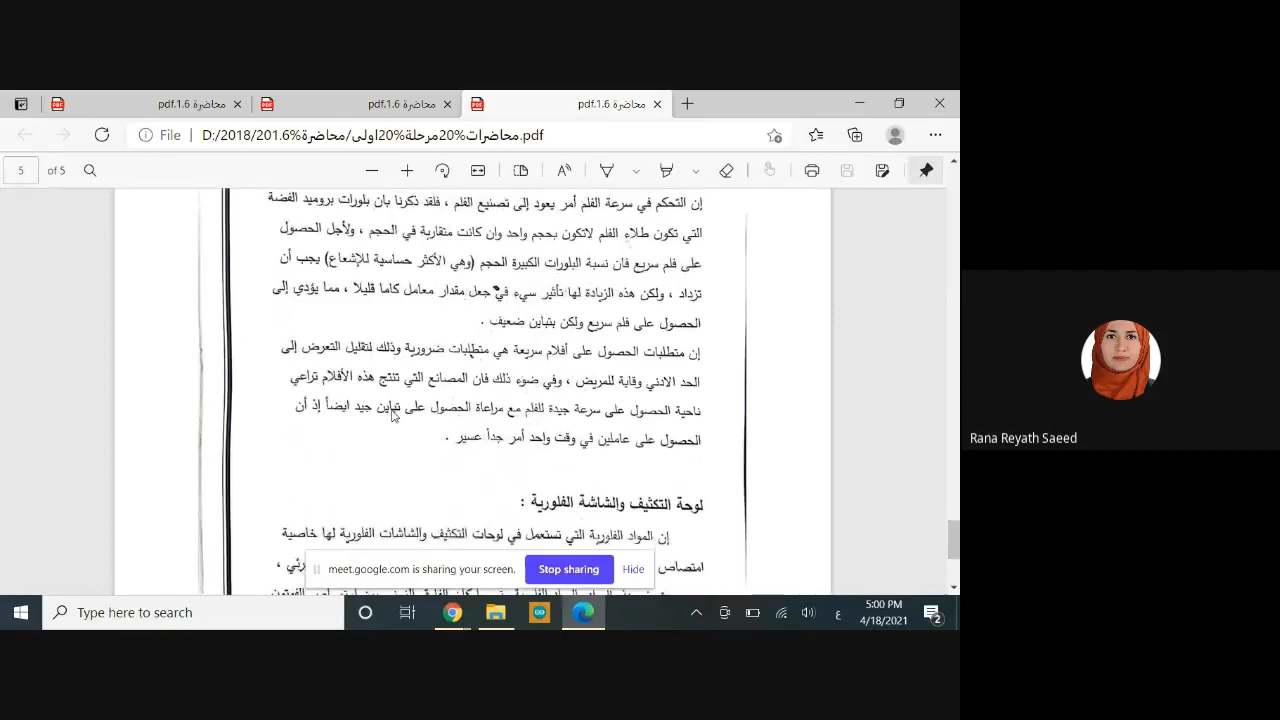 محاضرة 1.6.pdf
محاضرة 1.6.pdf
محاضرة 1.6.pdf
File
D:/2018/201.6%محاضرات%20مرحلة%20اولى/محاضرة.pdf
5 of 5
إن التحكم في سرعة الفلم أمر يعود إلى تصنيع الفلم ، فلقد ذكرنا بان بلورات بروميد الفضة
التي تكون طلاء الفلم لاتكون بحجم واحد وان كانت متقاربة في الحجم ، ولأجل الحصول
على فلم سريع فان نسبة البلورات الكبيرة الحجم (وهي الأكثر حساسية للإشعاع) يجب أن
تزداد ، ولكن هذه الزيادة لها تأثير سيء في جعل مقدار معامل كاما قليلا ، مما يؤدي إلى
الحصول على فلم سريع ولكن بتباين ضعيف .
إن متطلبات الحصول على أفلام سريعة هي متطلبات ضرورية وذلك لتقليل التعرض إلى
الحد الادني وقاية للمريض ، وفي ضوء ذلك فان المصانع التي تنتج هذه الأفلام تراعي
ناحية الحصول على سرعة جيدة للفلم مع مراعاة الحصول على تباين جيد ايضاً إذ أن
الحصول على عاملين في وقت واحد أمر جداً عسير .
لوحة التكثيف والشاشة الفلورية :
إن المواد الفلورية التي تستعمل في لوحات التكثيف والشاشات الفلورية لها خاصية
امتصاص
meet.google.com is sharing your screen.
Stop sharing
Hide
Rana Reyath Saeed
Type here to search
ع
5:00 PM
4/18/2021
2